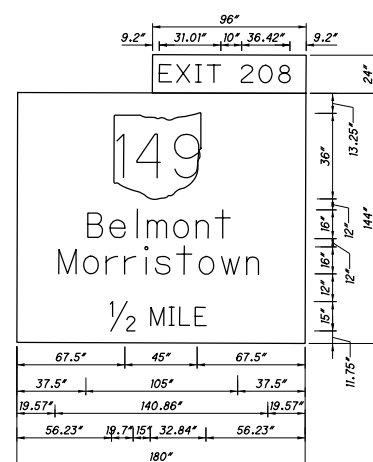 96"
9.2" 31.01" 10" 36.42" 9.2"
EXIT 208
24"
149
Belmont
Morristown
1/2 MILE
13.25"
36"
12"
16"
12"
16"
12"
15"
11.75"
144"
67.5" 45" 67.5"
37.5" 105" 37.5"
19.57" 140.86" 19.57"
56.23" 19.7" 15" 32.84" 56.23"
180"